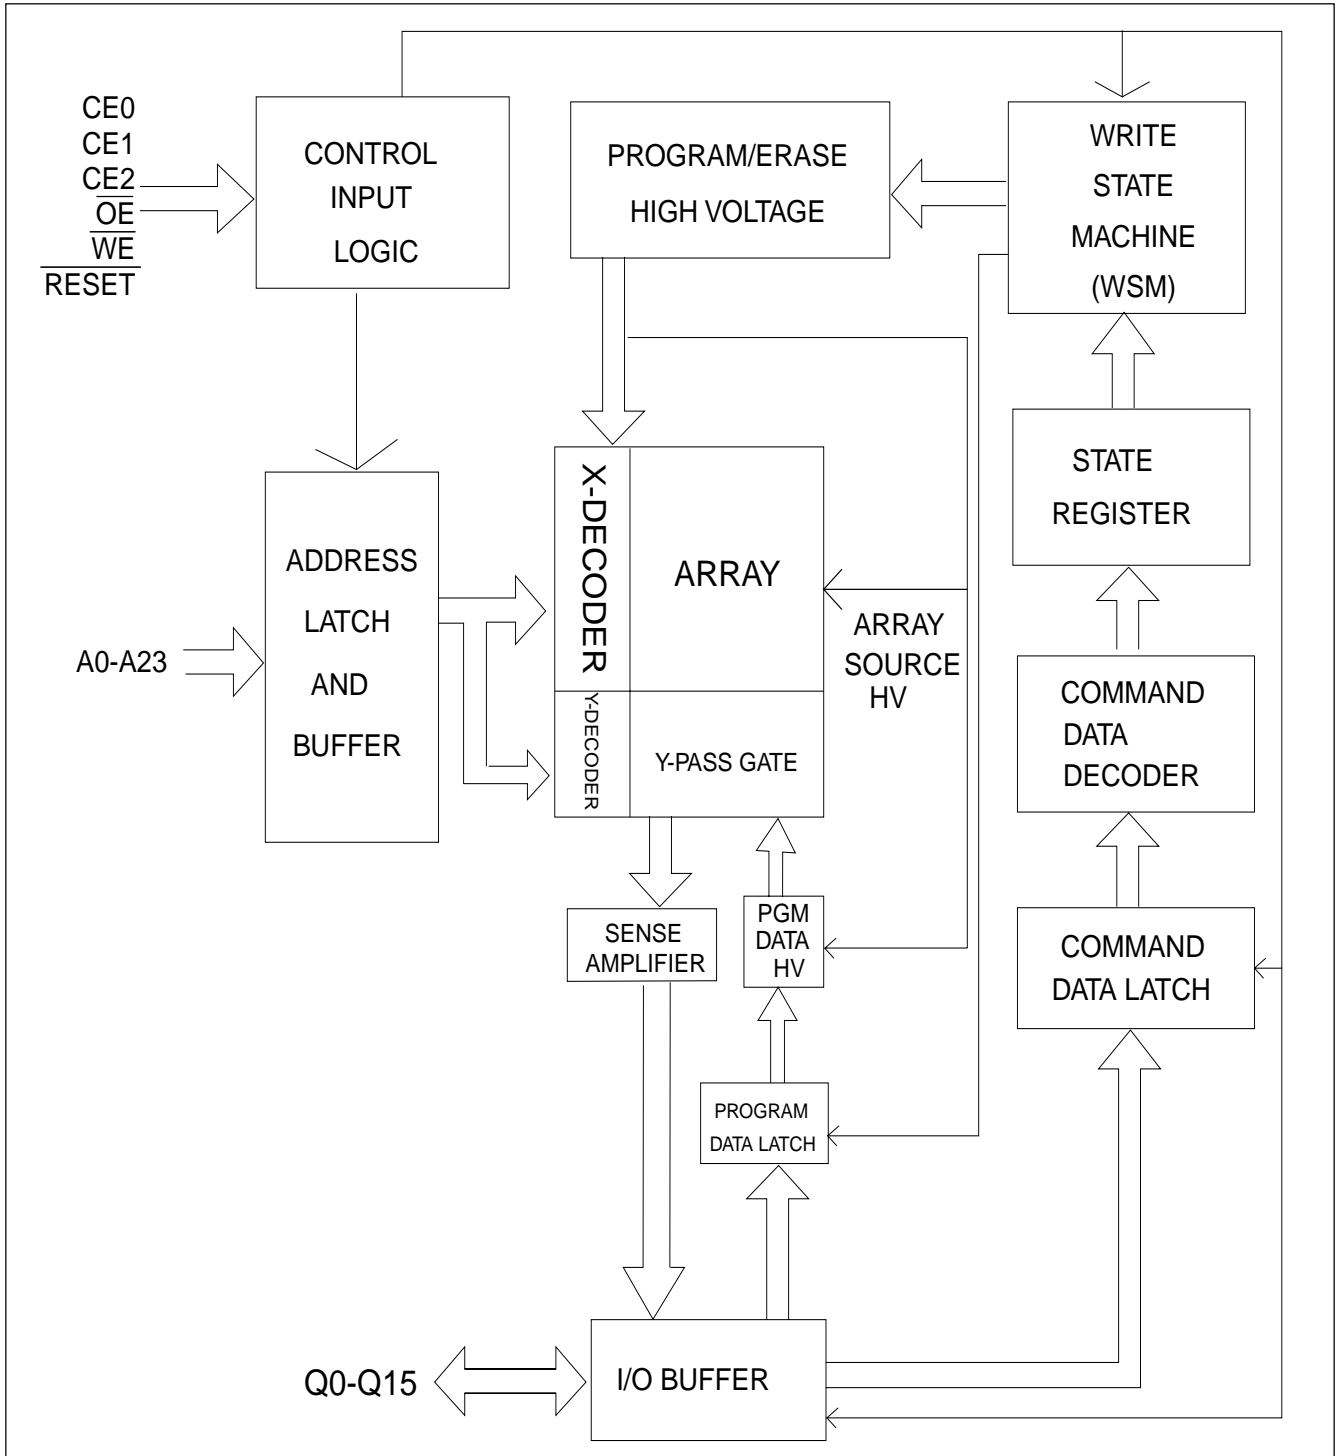 CE0
CE1
CE2
OE
WE
RESET
CONTROL
INPUT
LOGIC
PROGRAM/ERASE
HIGH VOLTAGE
WRITE
STATE
MACHINE
(WSM)
STATE
REGISTER
X-DECODER
ARRAY
ADDRESS
LATCH
AND
BUFFER
A0-A23
ARRAY
SOURCE
HV
Y-DECODER
Y-PASS GATE
COMMAND
DATA
DECODER
SENSE
AMPLIFIER
PGM
DATA
HV
COMMAND
DATA LATCH
PROGRAM
DATA LATCH
Q0-Q15
I/O BUFFER